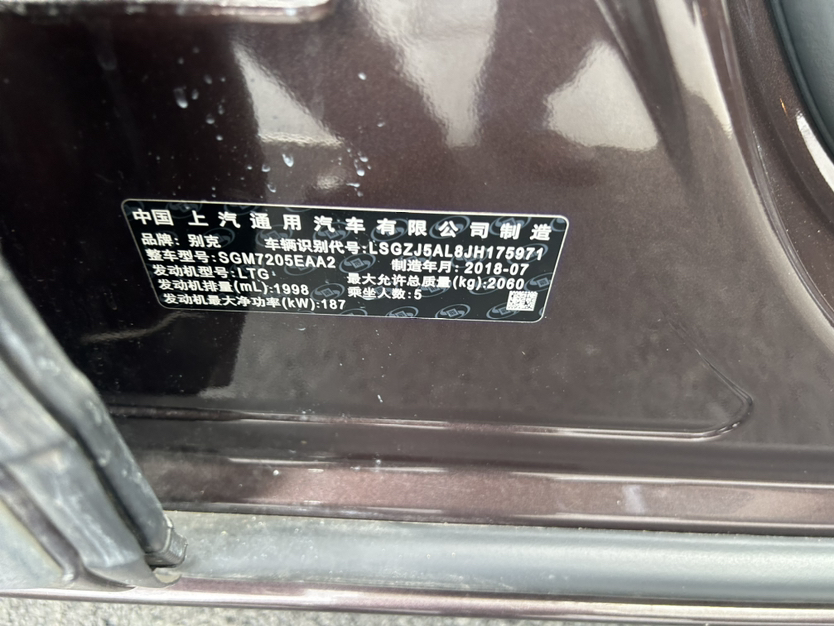 中国 上汽通用汽车有限公司制造
品牌: 别克 车辆识别代号:LSGZJ5AL8JH175971
整车型号:SGM7205EAA2 制造年月: 2018-07
发动机型号:LTG 最大允许总质量(kg):2060
发动机排量(mL):1998 乘坐人数:5
发动机最大净功率(kW):187